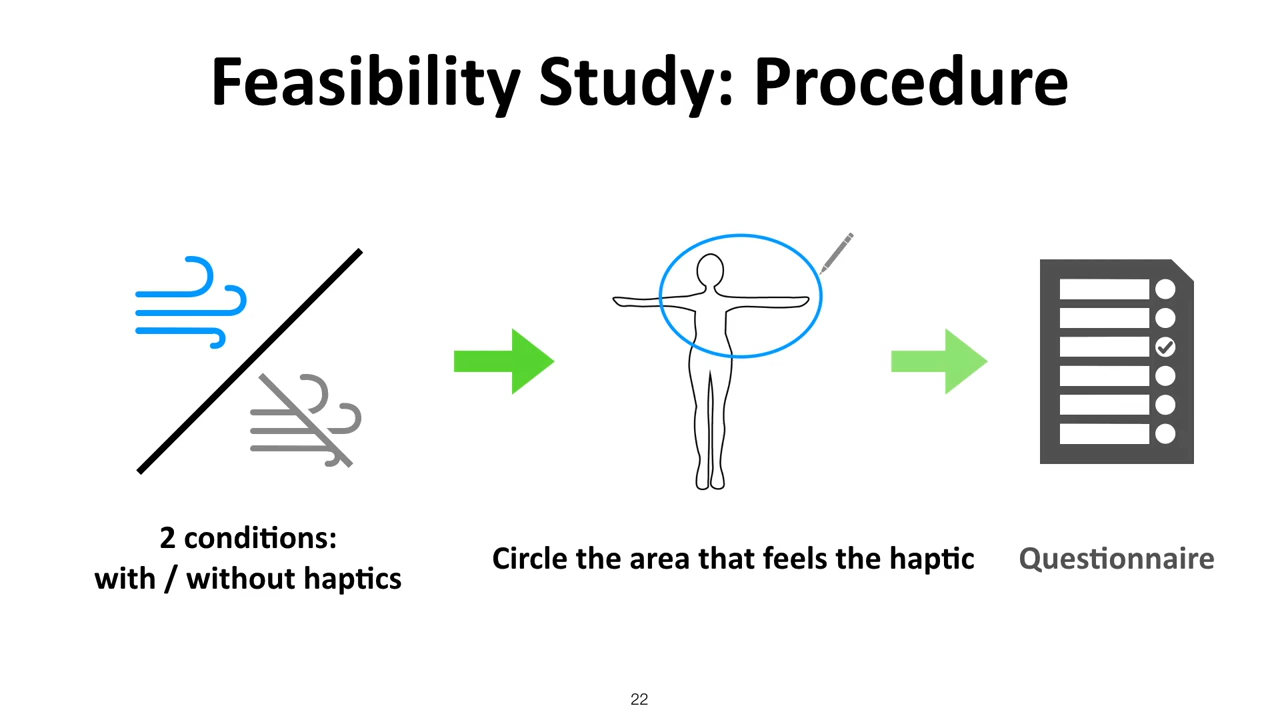 Feasibility Study: Procedure
2 conditions:
with / without haptics
Circle the area that feels the haptic
Questionnaire
22